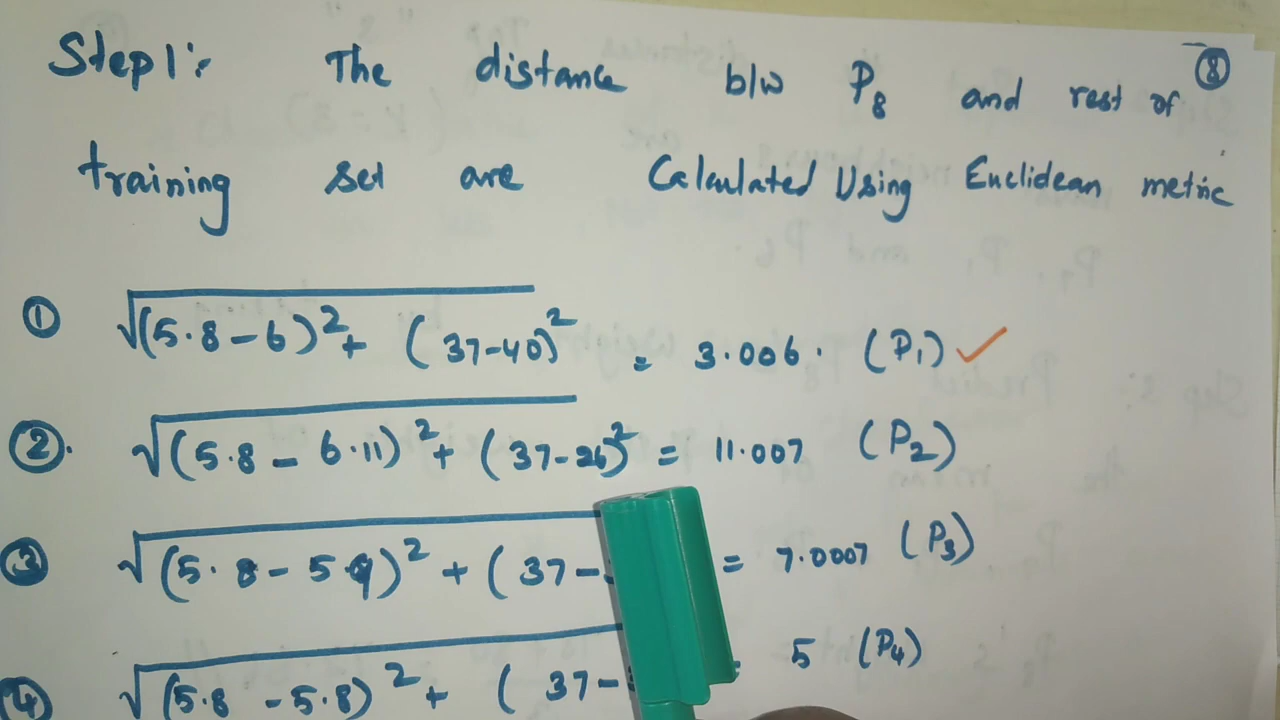 ⑧
Step1:- The distance b/w P8 and rest of
training set are Calculated Using Euclidean metric
① √(5.8-6)²+ (37-40)² = 3.006. (P1) ✓
②. √(5.8-6.11)²+(37-26)² = 11.007 (P2)
③ √(5.8-59)²+(37- = 7.0007 (P3)
④ √(5.8-5.8)²+ (37- = 5 (P4)